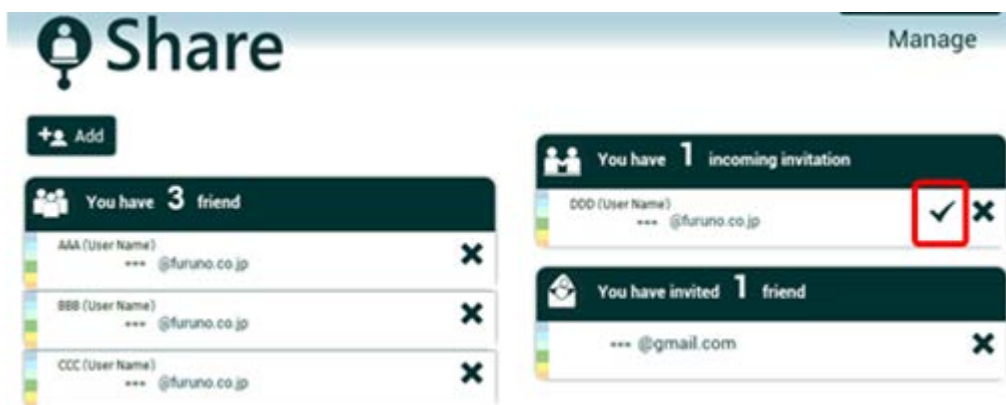 Share
Manage
Add
You have 3 friend
AAA (User Name)
*** @furuno.co.jp
BBB (User Name)
*** @furuno.co.jp
CCC (User Name)
*** @furuno.co.jp
You have 1 incoming invitation
DDD (User Name)
*** @furuno.co.jp
You have invited 1 friend
*** @gmail.com